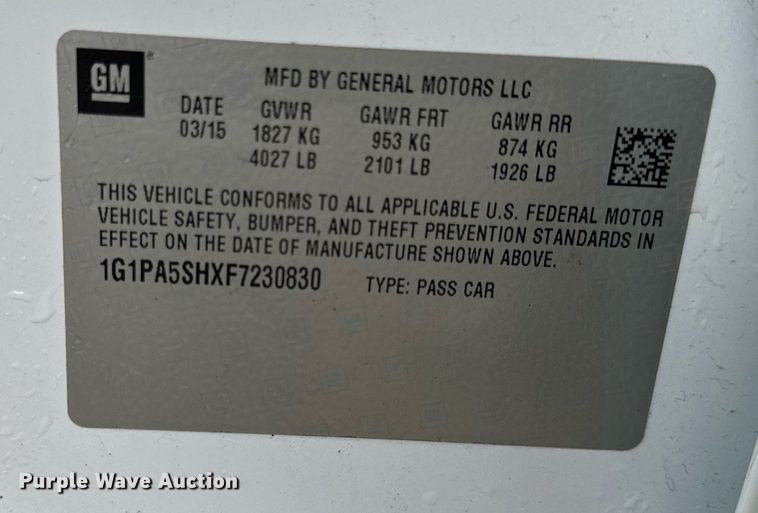 GM
MFD BY GENERAL MOTORS LLC
DATE GVWR GAWR FRT GAWR RR
03/15 1827 KG 953 KG 874 KG
4027 LB 2101 LB 1926 LB
THIS VEHICLE CONFORMS TO ALL APPLICABLE U.S. FEDERAL MOTOR
VEHICLE SAFETY, BUMPER, AND THEFT PREVENTION STANDARDS IN
EFFECT ON THE DATE OF MANUFACTURE SHOWN ABOVE.
1G1PA5SHXF7230830 TYPE: PASS CAR
Purple Wave Auction